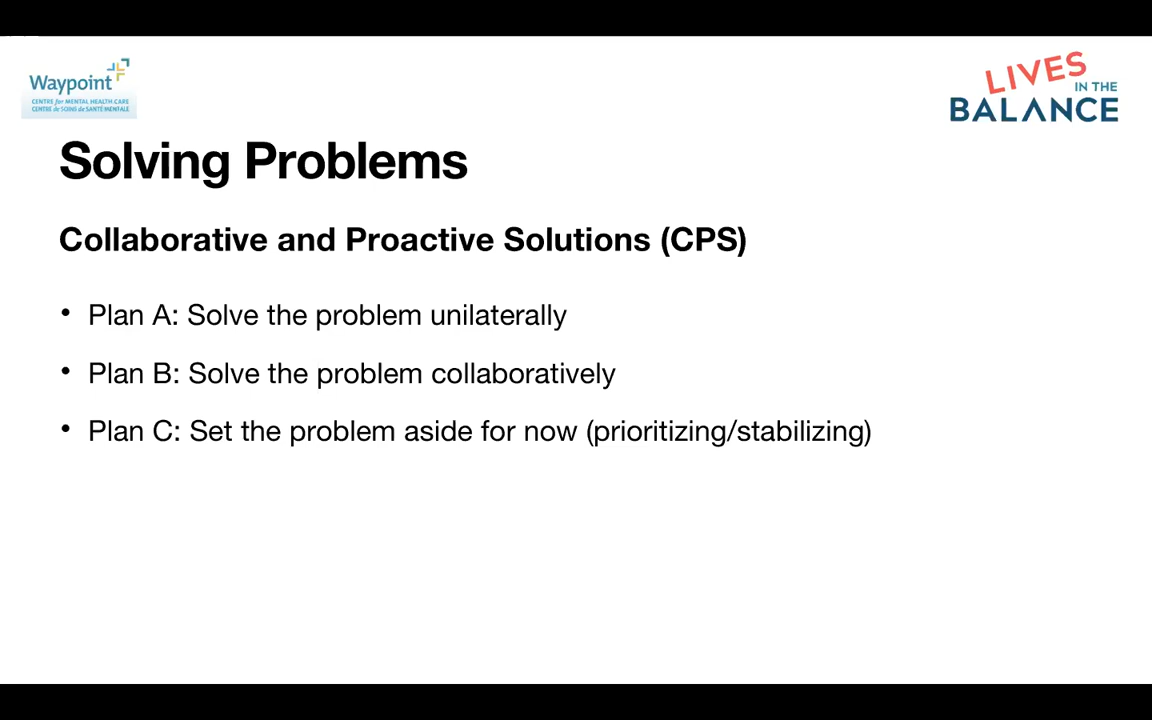 Waypoint
CENTRE for MENTAL HEALTH CARE
CENTRE de SOINS de SANTÉ MENTALE
LIVES
IN THE
BALANCE
Solving Problems
Collaborative and Proactive Solutions (CPS)
• Plan A: Solve the problem unilaterally
• Plan B: Solve the problem collaboratively
• Plan C: Set the problem aside for now (prioritizing/stabilizing)